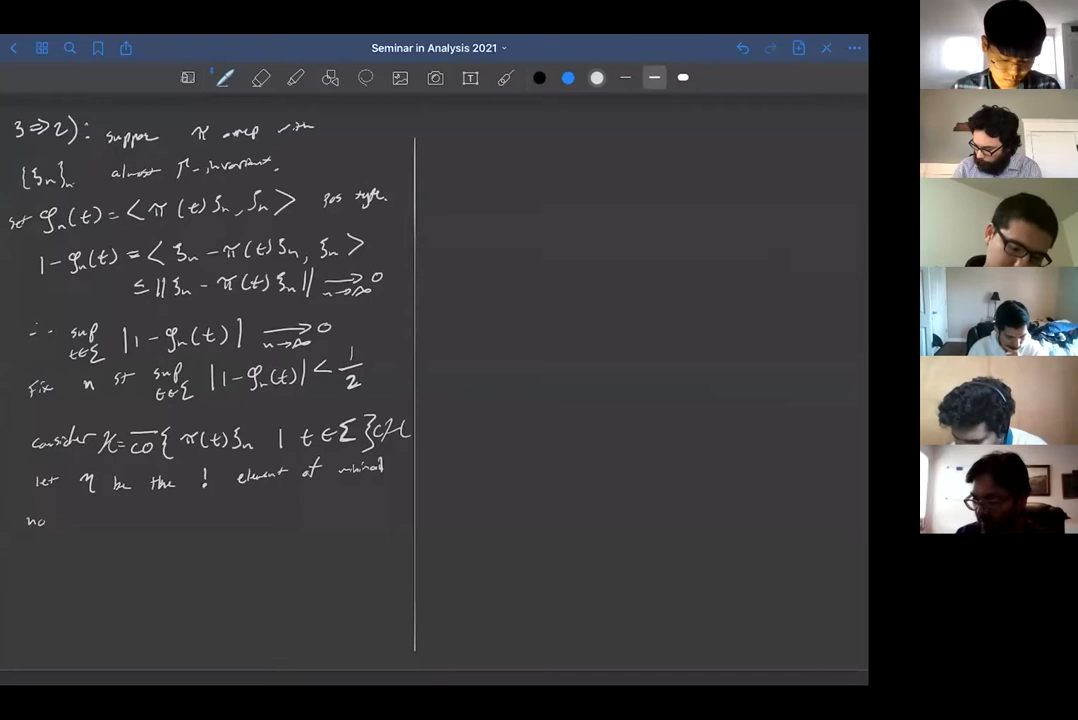 Seminar in Analysis 2021
3 ⇒ 2): suppose π a rep with
{ξₙ}ₙ almost Γ-invariant.
set φₙ(t) = <π(t)ξₙ, ξₙ> pos type.
1 - φₙ(t) = <ξₙ - π(t)ξₙ, ξₙ>
≤ ||ξₙ - π(t)ξₙ|| ⟶ 0
n→∞
∴ sup |1 - φₙ(t)| ⟶ 0
t∈Σ n→∞
Fix n st sup |1 - φₙ(t)| < 1/2
t∈Σ
consider K = co̅{π(t)ξₙ | t ∈ Σ} ⊂ H
let η be the ! element of minimal
no